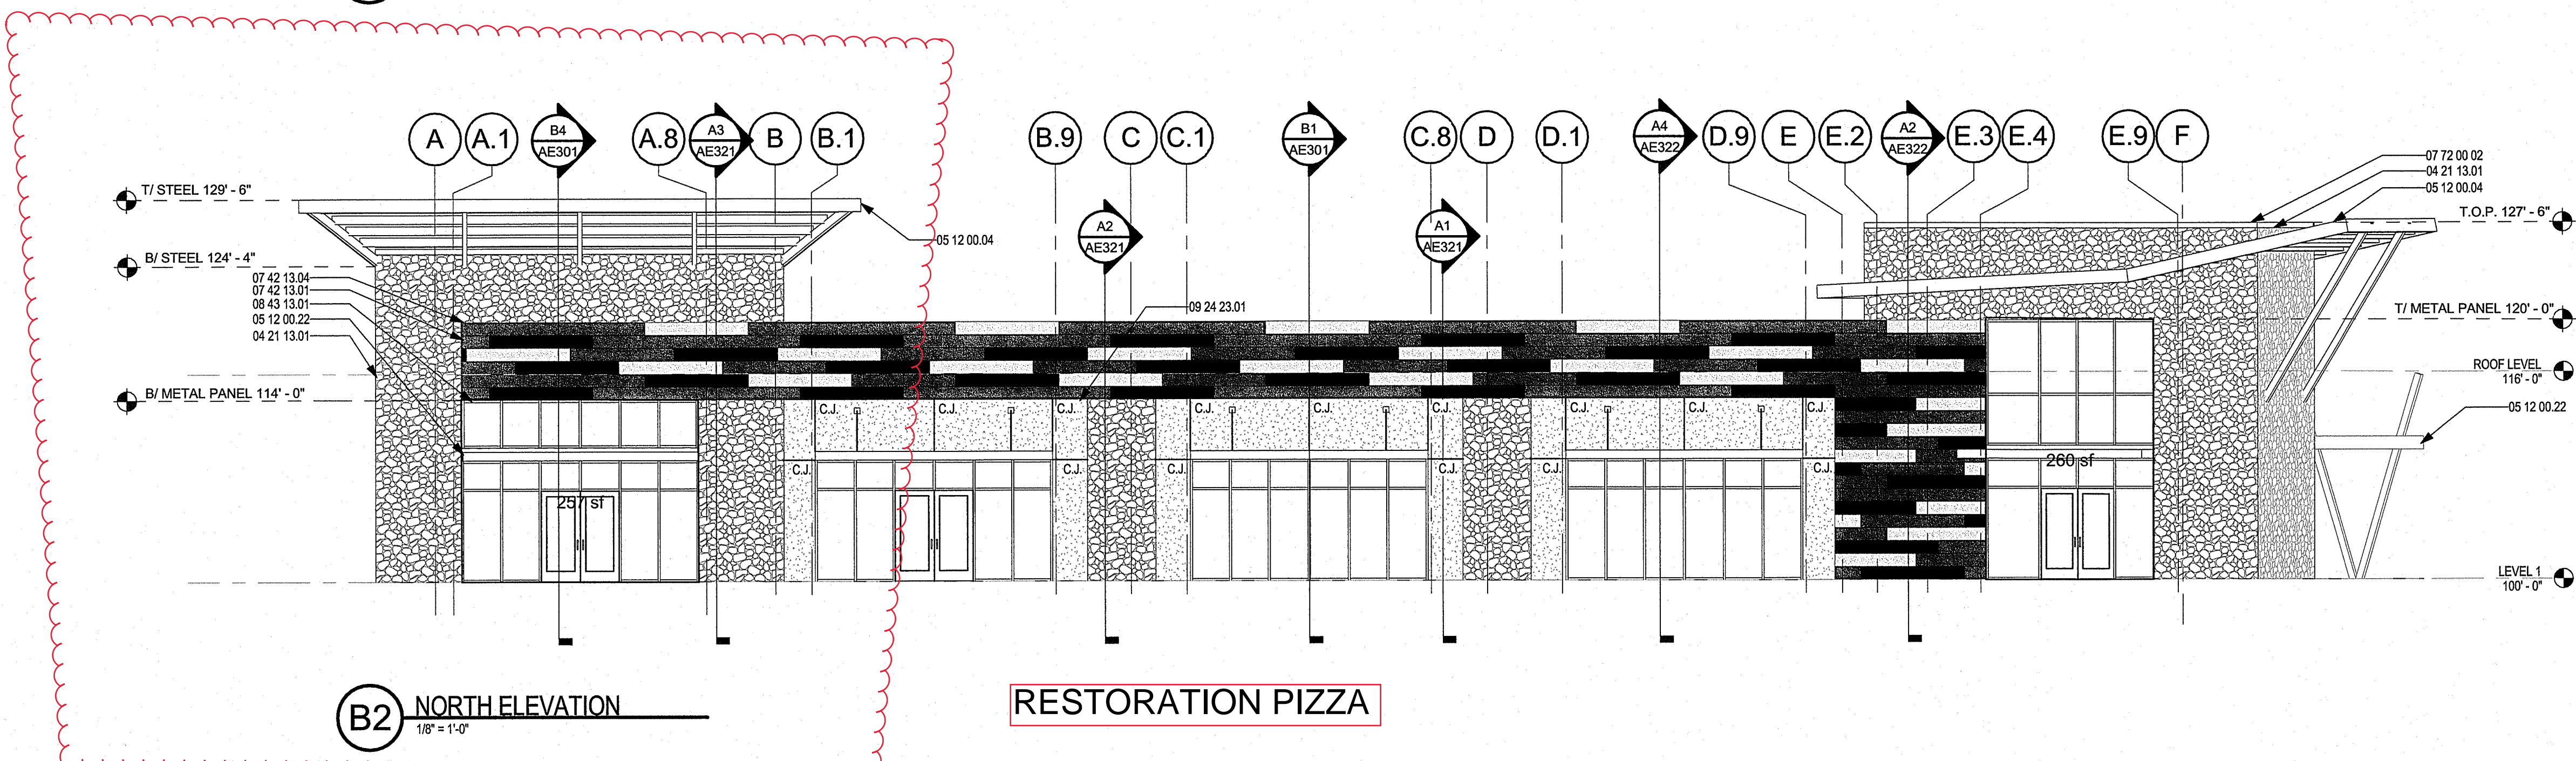 A
A.1
B4
AE301
A.8
A3
AE321
B
B.1
B.9
C
C.1
B1
AE301
C.8
D
D.1
A4
AE322
D.9
E
E.2
A2
AE322
E.3
E.4
E.9
F
07 72 00 02
04 21 13.01
05 12 00.04
T/ STEEL 129' - 6"
T.O.P. 127' - 6"
A2
AE321
A1
AE321
05 12 00.04
B/ STEEL 124' - 4"
07 42 13.04
07 42 13.01
08 43 13.01
05 12 00.22
04 21 13.01
09 24 23.01
T/ METAL PANEL 120' - 0"
ROOF LEVEL
116' - 0"
B/ METAL PANEL 114' - 0"
05 12 00.22
C.J.
C.J.
C.J.
C.J.
C.J.
C.J.
C.J.
C.J.
C.J.
260 sf
C.J.
C.J.
C.J.
C.J.
C.J.
C.J.
257 sf
LEVEL 1
100' - 0"
B2
NORTH ELEVATION
1/8" = 1'-0"
RESTORATION PIZZA